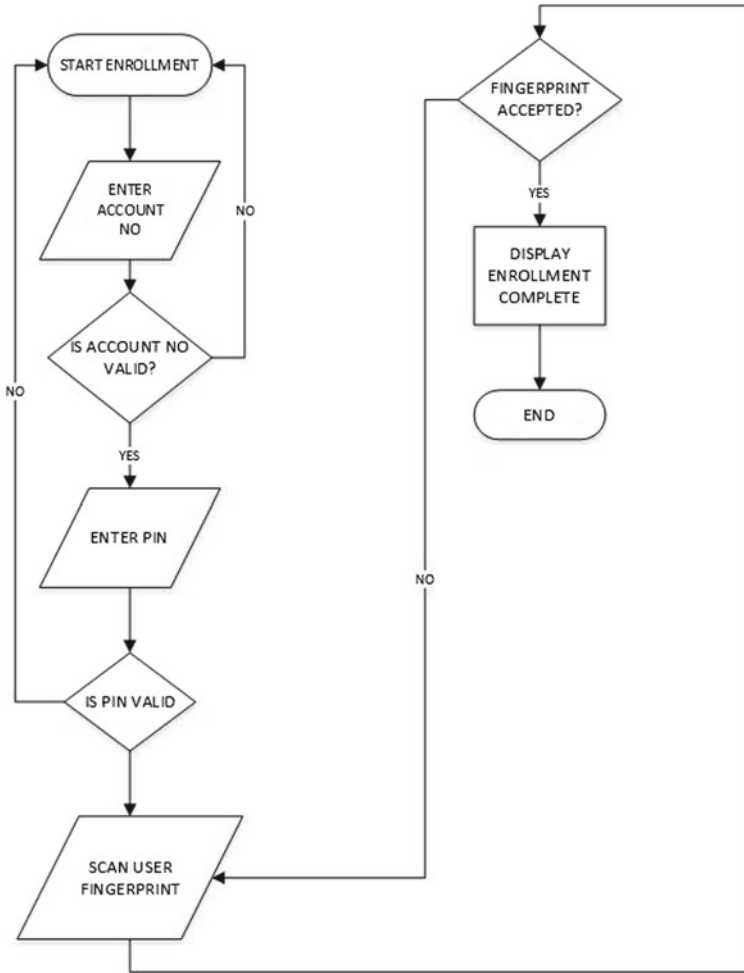 START ENROLLMENT
ENTER
ACCOUNT
NO
NO
IS ACCOUNT NO
VALID?
NO
YES
ENTER PIN
IS PIN VALID
SCAN USER
FINGERPRINT
FINGERPRINT
ACCEPTED?
YES
DISPLAY
ENROLLMENT
COMPLETE
END
NO